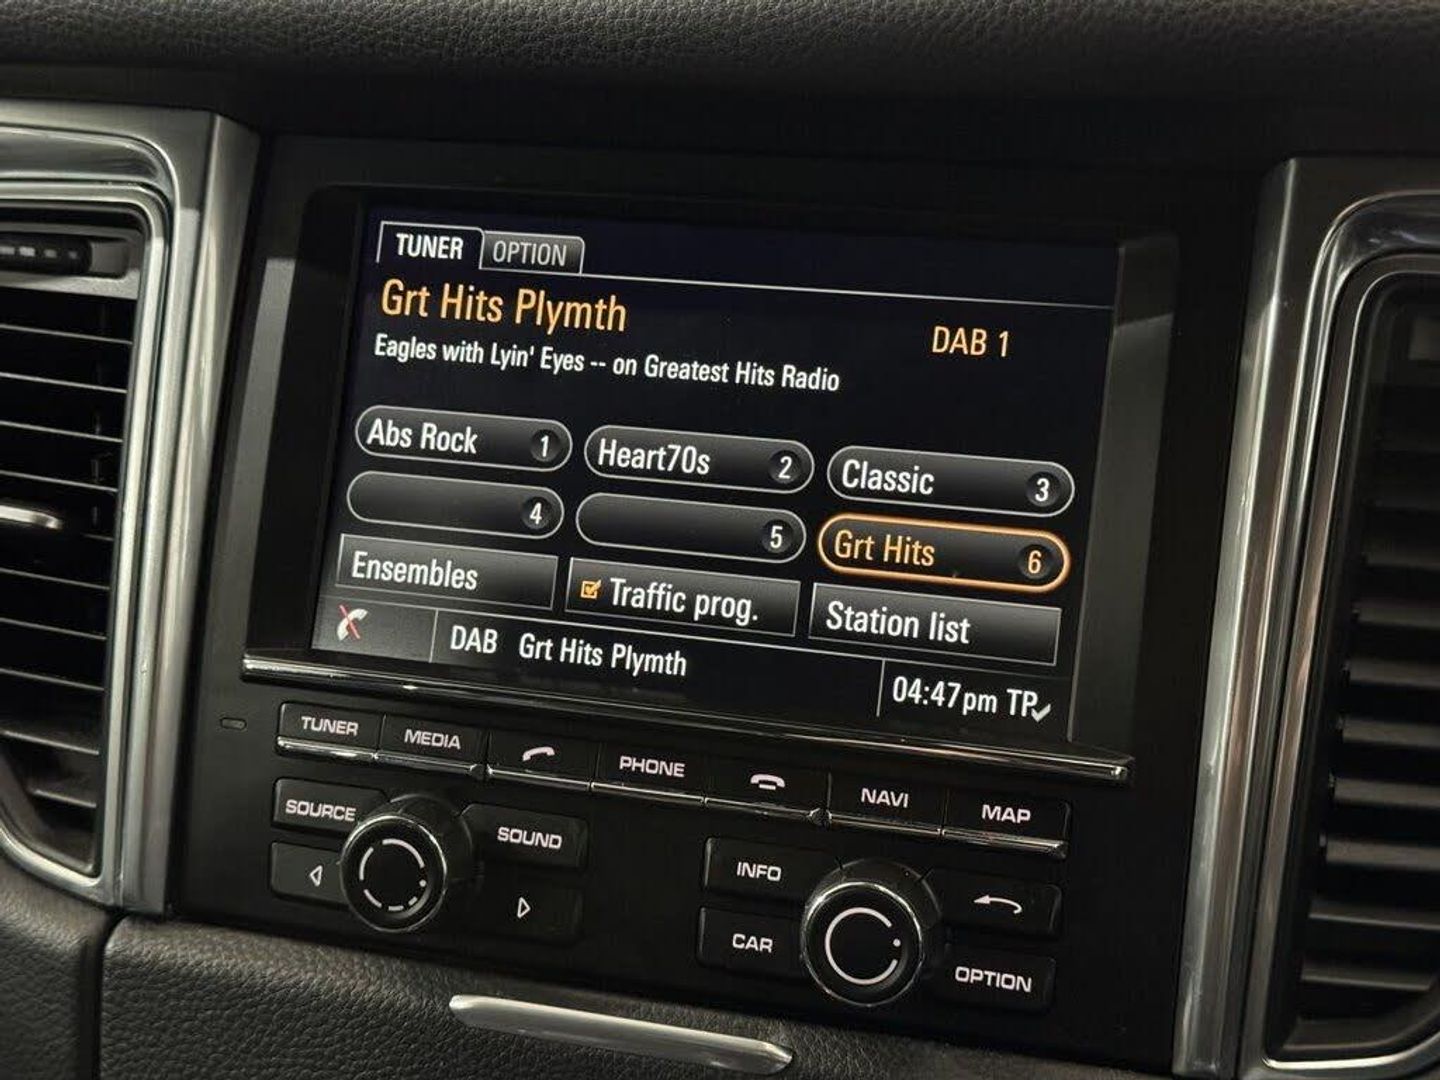 TUNER OPTION
Grt Hits Plymth DAB 1
Eagles with Lyin' Eyes -- on Greatest Hits Radio
Abs Rock 1 Heart70s 2 Classic 3
4 5 Grt Hits 6
Ensembles Traffic prog. Station list
DAB Grt Hits Plymth 04:47pm TP
TUNER MEDIA PHONE NAVI MAP
SOURCE SOUND INFO
CAR OPTION